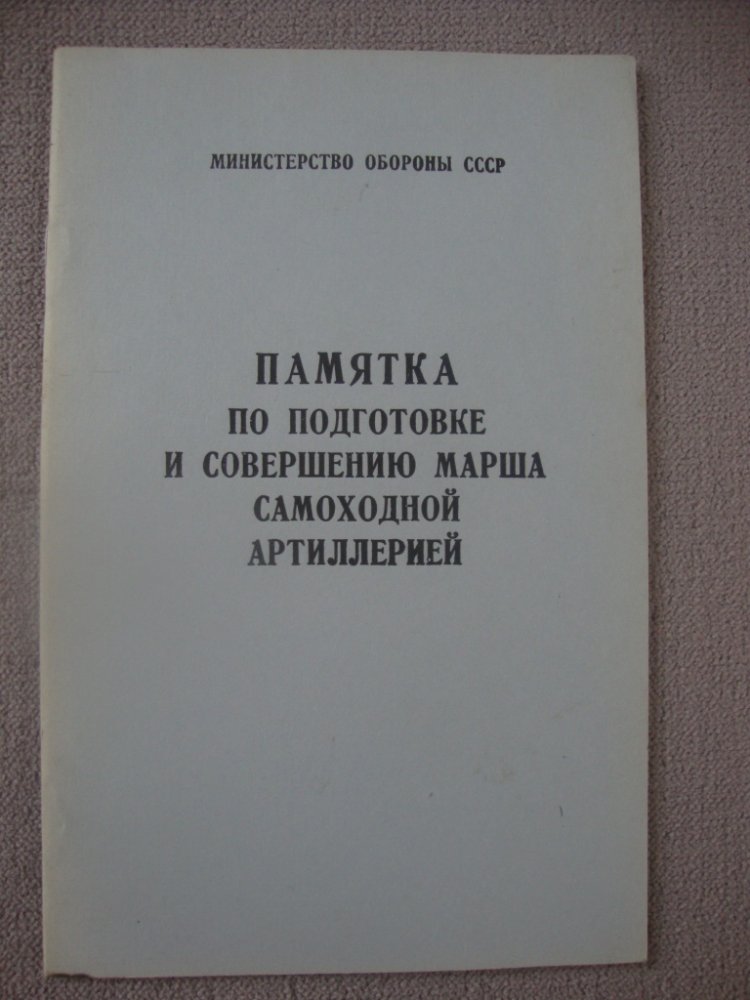 МИНИСТЕРСТВО ОБОРОНЫ СССР
ПАМЯТКА
ПО ПОДГОТОВКЕ
И СОВЕРШЕНИЮ МАРША
САМОХОДНОЙ
АРТИЛЛЕРИЕЙ